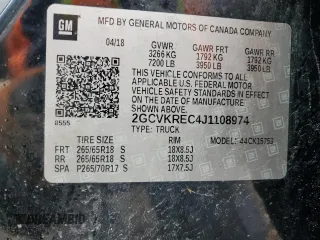 GM
MFD BY GENERAL MOTORS OF CANADA COMPANY
04/18 GVWR GAWR FRT GAWR RR
3266 KG 1792 KG 1792 KG
7200 LB 3950 LB 3950 LB
THIS VEHICLE CONFORMS TO ALL APPLICABLE
U.S. FEDERAL MOTOR VEHICLE SAFETY
STANDARDS IN EFFECT ON THE DATE OF
MANUFACTURE SHOWN ABOVE.
2GCVKREC4J1108974
TYPE: TRUCK
MODEL:
TIRE SIZE RIM
FRT 265/65R18 S 18X8.5J
RR 265/65R18 S 18X8.5J
SPA P265/70R17 S 17X7.5J